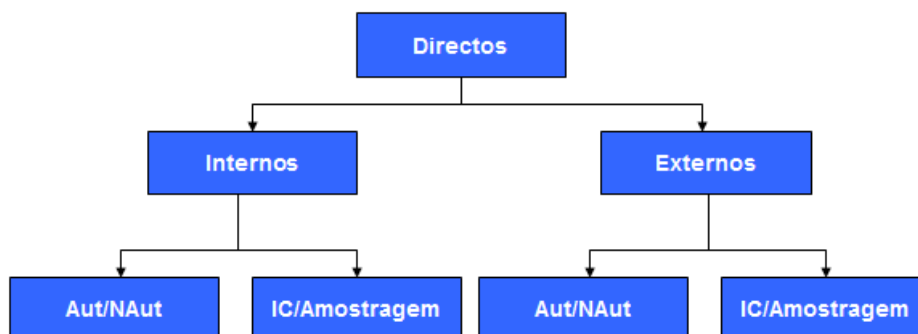 Directos
Internos
Externos
Aut/NAut
IC/Amostragem
Aut/NAut
IC/Amostragem